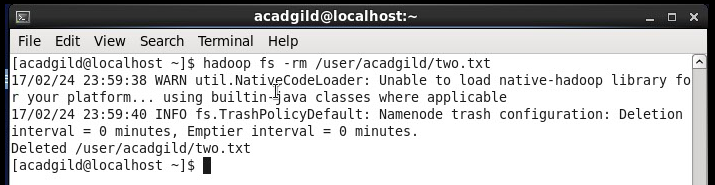 acadgild@localhost:~
File Edit View Search Terminal Help
[acadgild@localhost ~]$ hadoop fs -rm /user/acadgild/two.txt
17/02/24 23:59:38 WARN util.NativeCodeLoader: Unable to load native-hadoop library fo
r your platform... using builtin-java classes where applicable
17/02/24 23:59:40 INFO fs.TrashPolicyDefault: Namenode trash configuration: Deletion
interval = 0 minutes, Emptier interval = 0 minutes.
Deleted /user/acadgild/two.txt
[acadgild@localhost ~]$